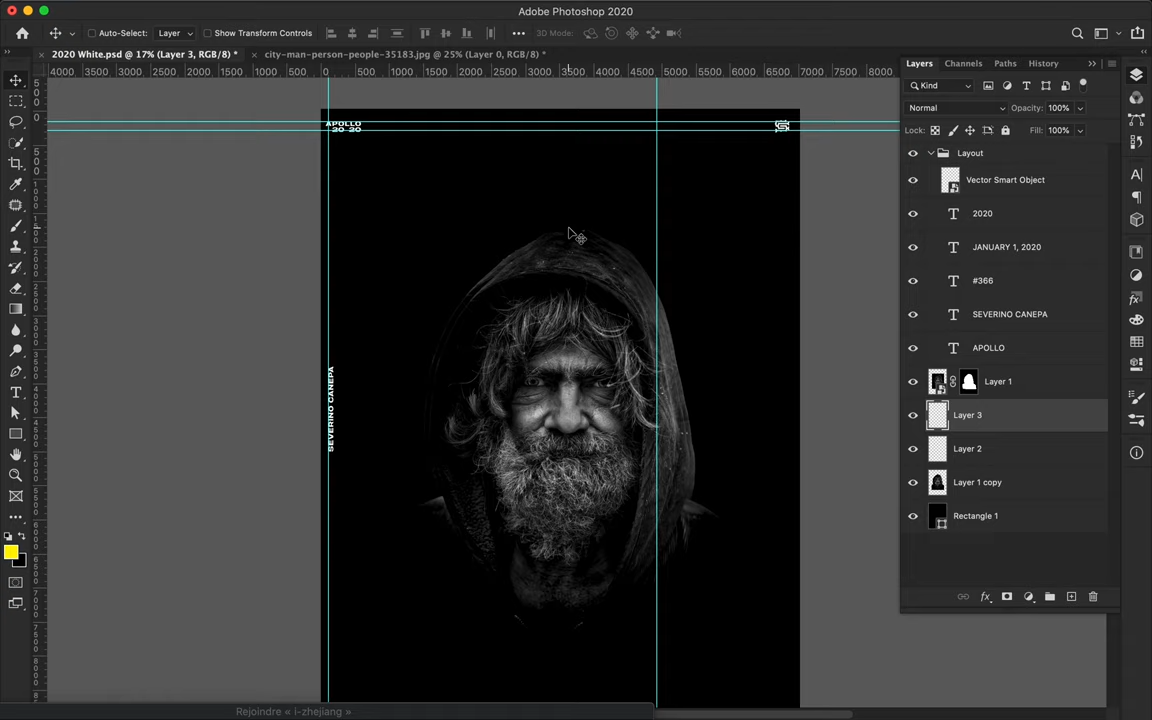 Adobe Photoshop 2020
Auto-Select: Layer Show Transform Controls 3D Mode:
2020 White.psd @ 17% (Layer 3, RGB/8) * city-man-person-people-35183.jpg @ 25% (Layer 0, RGB/8) *
4000 3000 2000 1000 500 0 500 1000 1500 2000 2500 3000 3500 4000 4500 5000 5500 6000 6500 7000 8000
APOLLO
20 20
SEVERINO CANEPA
Layers Channels Paths History
Kind
Normal Opacity: 100%
Lock: Fill: 100%
Layout
Vector Smart Object
T 2020
T JANUARY 1, 2020
T #366
T SEVERINO CANEPA
T APOLLO
Layer 1
Layer 3
Layer 2
Layer 1 copy
Rectangle 1
fx
Rejoindre « i-zhejiang »